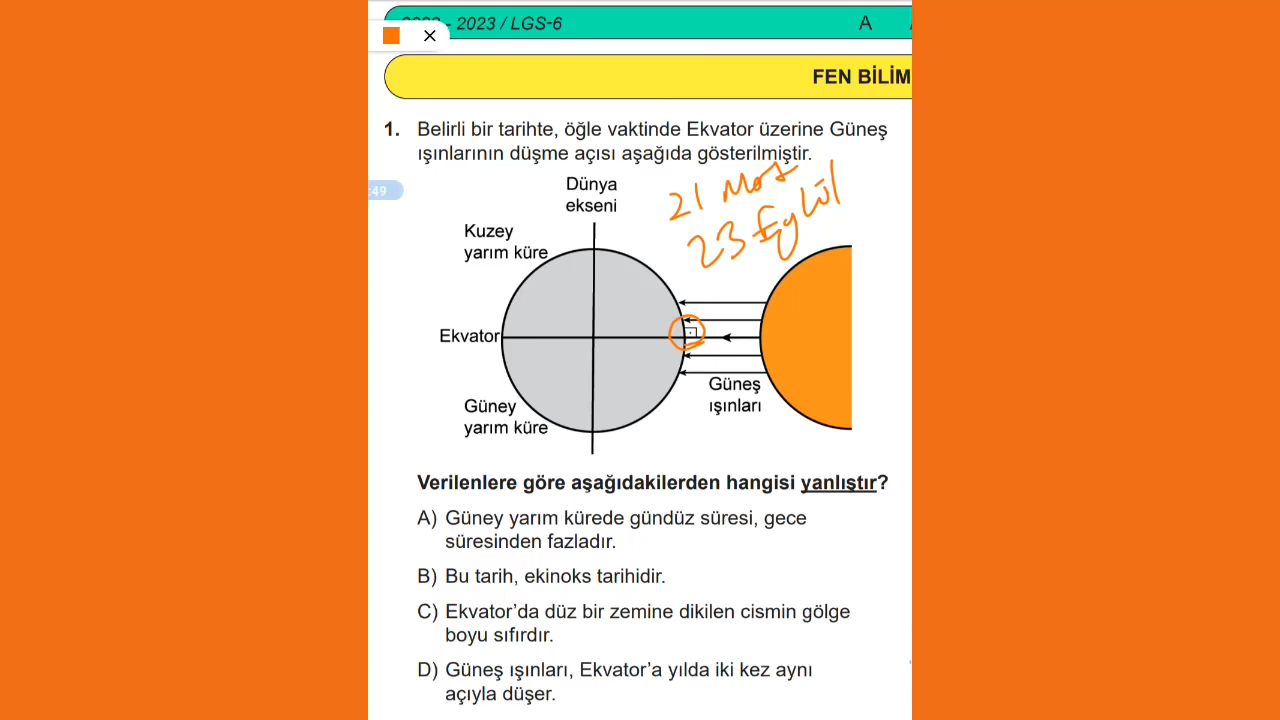 - 2023 / LGS-6
A
FEN BİLİM
1. Belirli bir tarihte, öğle vaktinde Ekvator üzerine Güneş
ışınlarının düşme açısı aşağıda gösterilmiştir.
:49
21 Mart
23 Eylül
Dünya
ekseni
Kuzey
yarım küre
Ekvator
Güney
yarım küre
Güneş
ışınları
Verilenlere göre aşağıdakilerden hangisi yanlıştır?
A) Güney yarım kürede gündüz süresi, gece
süresinden fazladır.
B) Bu tarih, ekinoks tarihidir.
C) Ekvator’da düz bir zemine dikilen cismin gölge
boyu sıfırdır.
D) Güneş ışınları, Ekvator’a yılda iki kez aynı
açıyla düşer.